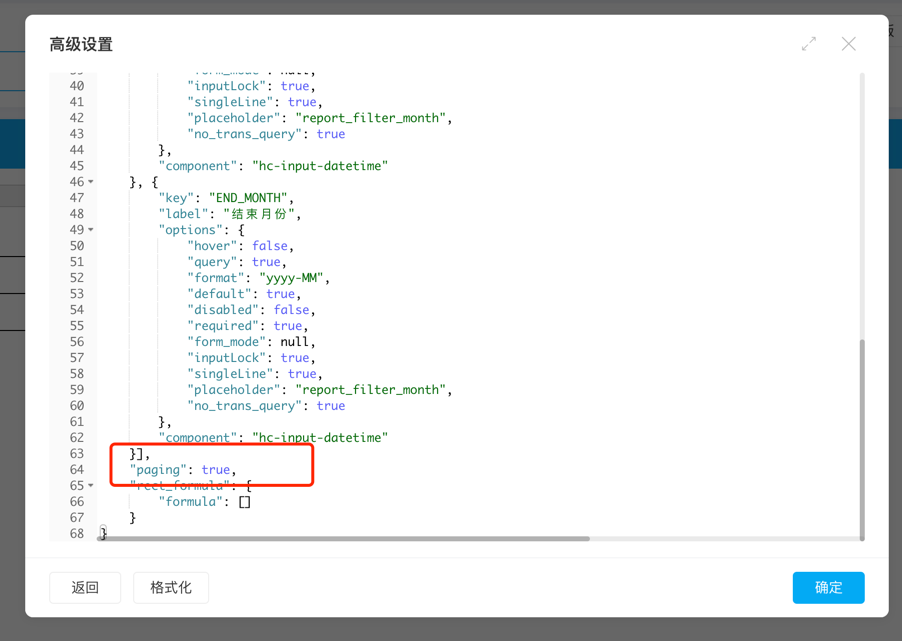 高级设置
40 "inputLock": true,
41 "singleLine": true,
42 "placeholder": "report_filter_month",
43 "no_trans_query": true
44 },
45 "component": "hc-input-datetime"
46 }, {
47 "key": "END_MONTH",
48 "label": "结束月份",
49 "options": {
50 "hover": false,
51 "query": true,
52 "format": "yyyy-MM",
53 "default": true,
54 "disabled": false,
55 "required": true,
56 "form_mode": null,
57 "inputLock": true,
58 "singleLine": true,
59 "placeholder": "report_filter_month",
60 "no_trans_query": true
61 },
62 "component": "hc-input-datetime"
63 }],
64 "paging": true,
65 "rect_formula": {
66 "formula": []
67 }
68 }
返回 格式化 确定